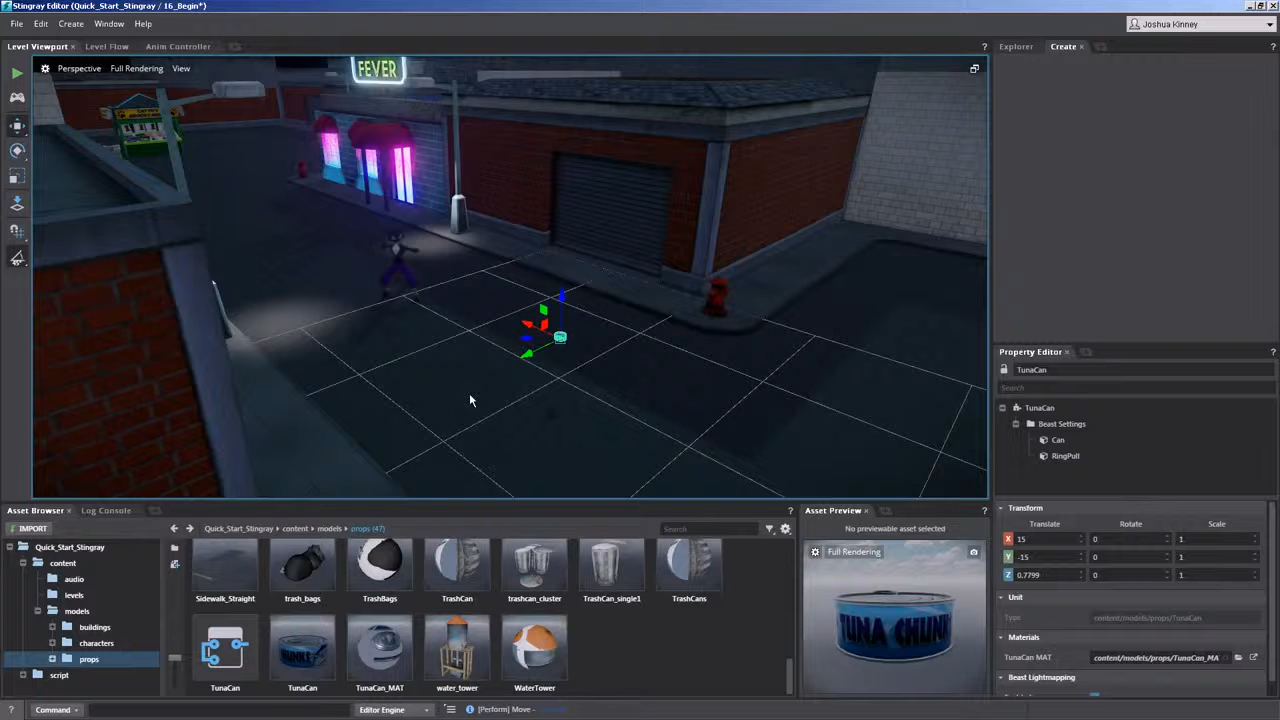 Stingray Editor (Quick_Start_Stingray / 16_Begin*)
File Edit Create Window Help
Joshua Kinney
Level Viewport Level Flow Anim Controller ?
Explorer Create ?
Perspective Full Rendering View
FEVER
Property Editor ?
TunaCan
Search
TunaCan
Beast Settings
Can
RingPull
Transform
Translate Rotate Scale
X 15 0 1
Y -15 0 1
Z 0.7799 0 1
Unit
Type content/models/props/TunaCan
Materials
TunaCan MAT content/models/props/TunaCan_MA
Beast Lightmapping
Asset Browser Log Console ?
IMPORT
Quick_Start_Stingray content models props (47)
Search
Quick_Start_Stingray
content
audio
levels
models
buildings
characters
props
script
Sidewalk_Straight trash_bags TrashBags TrashCan trashcan_cluster TrashCan_single1 TrashCans
TunaCan TunaCan TunaCan_MAT water_tower WaterTower
Asset Preview ?
No previewable asset selected
Full Rendering
TUNA CHUN
? Command Editor Engine [Perform] Move -